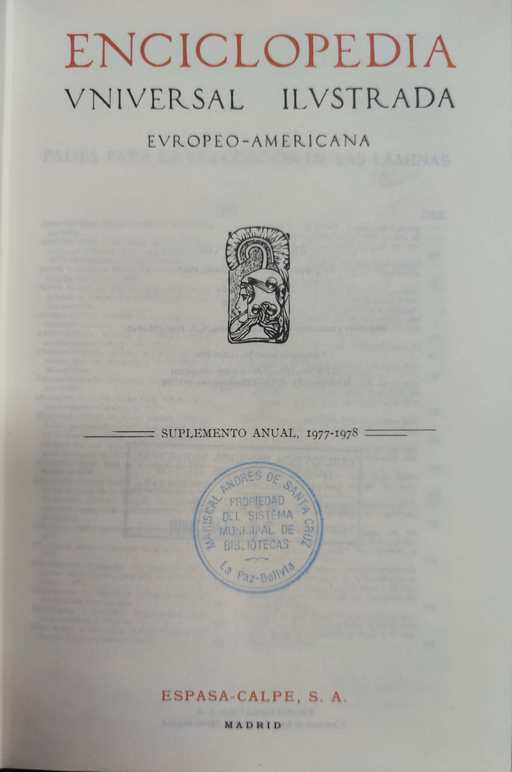 ENCICLOPEDIA
VNIVERSAL ILVSTRADA
EVROPEO-AMERICANA
SUPLEMENTO ANUAL, 1977-1978
MARISCAL ANDRES DE SANTA CRUZ
PROPIEDAD
DEL SISTEMA
MUNICIPAL DE
BIBLIOTECAS
La Paz-Bolivia
ESPASA-CALPE, S. A.
MADRID